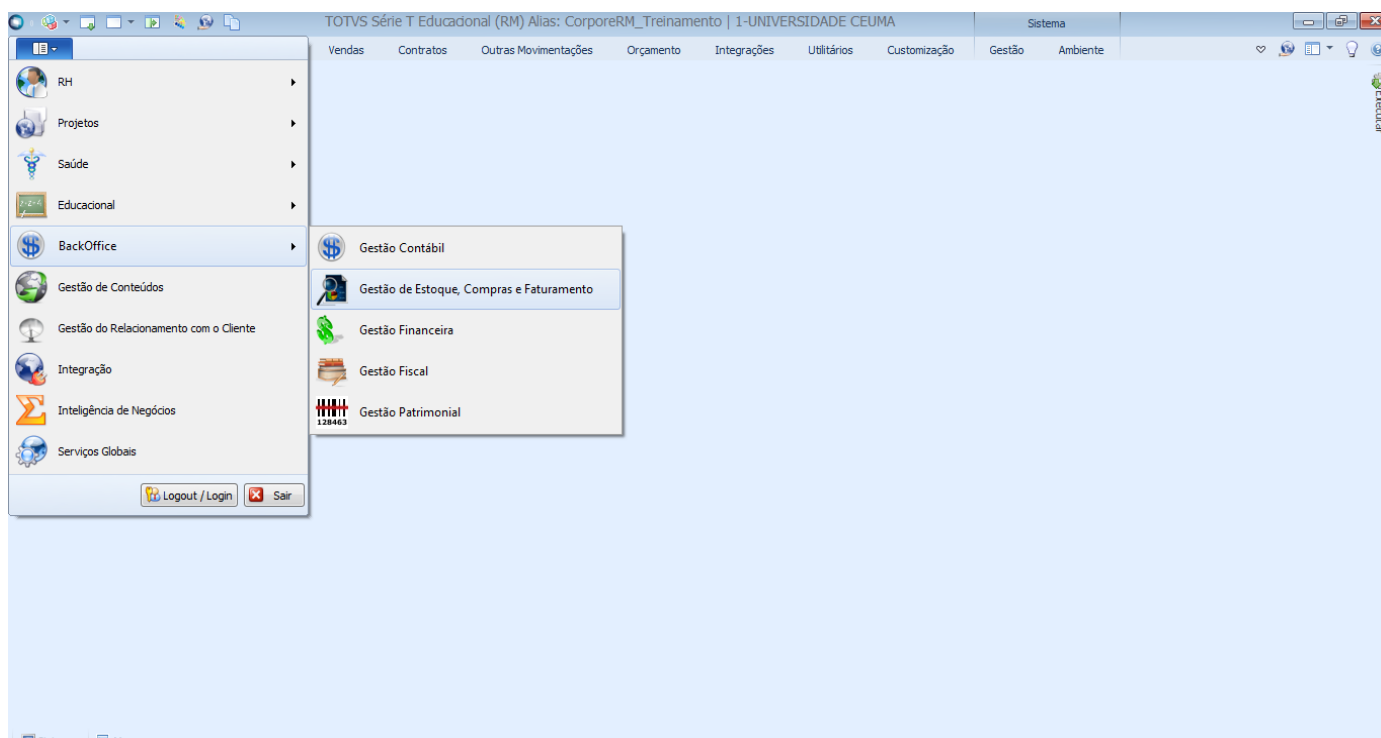 TOTVS Série T Educacional (RM) Alias: CorporeRM_Treinamento | 1-UNIVERSIDADE CEUMA
Sistema
Vendas Contratos Outras Movimentações Orçamento Integrações Utilitários Customização Gestão Ambiente
Executar
RH
Projetos
Saúde
Educacional
BackOffice
Gestão de Conteúdos
Gestão do Relacionamento com o Cliente
Integração
Inteligência de Negócios
Serviços Globais
Logout / Login Sair
Gestão Contábil
Gestão de Estoque, Compras e Faturamento
Gestão Financeira
Gestão Fiscal
128463 Gestão Patrimonial